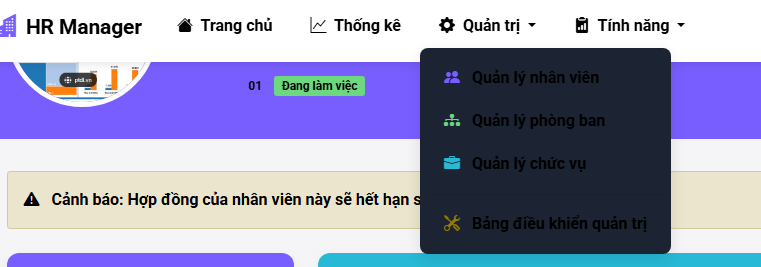 HR Manager
Trang chủ
Thống kê
Quản trị
Tính năng
ptdl.vn
01
Đang làm việc
Quản lý nhân viên
Quản lý phòng ban
Quản lý chức vụ
Cảnh báo: Hợp đồng của nhân viên này sẽ hết hạn s
Bảng điều khiển quản trị